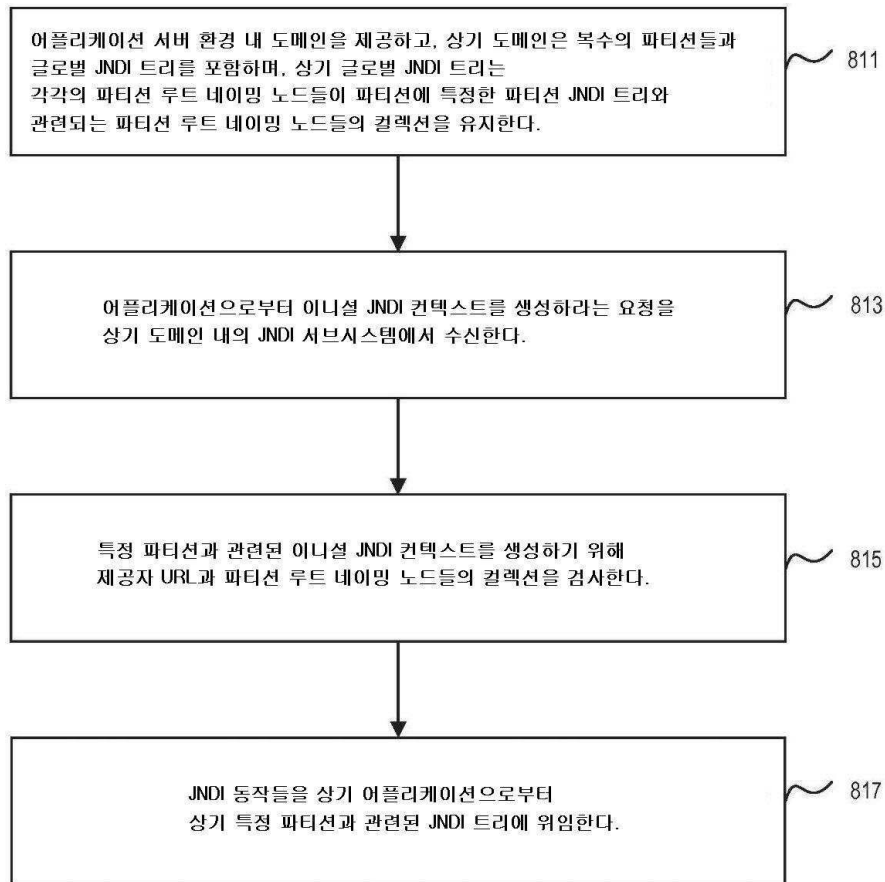 어플리케이션 서버 환경 내 도메인을 제공하고, 상기 도메인은 복수의 파티션들과
글로벌 JNDI 트리를 포함하며, 상기 글로벌 JNDI 트리는
각각의 파티션 루트 네이밍 노드들이 파티션에 특정한 파티션 JNDI 트리와
관련되는 파티션 루트 네이밍 노드들의 컬렉션을 유지한다.
811
어플리케이션으로부터 이니셜 JNDI 컨텍스트를 생성하라는 요청을
상기 도메인 내의 JNDI 서브시스템에서 수신한다.
813
특정 파티션과 관련된 이니셜 JNDI 컨텍스트를 생성하기 위해
제공자 URL과 파티션 루트 네이밍 노드들의 컬렉션을 검사한다.
815
JNDI 동작들을 상기 어플리케이션으로부터
상기 특정 파티션과 관련된 JNDI 트리에 위임한다.
817